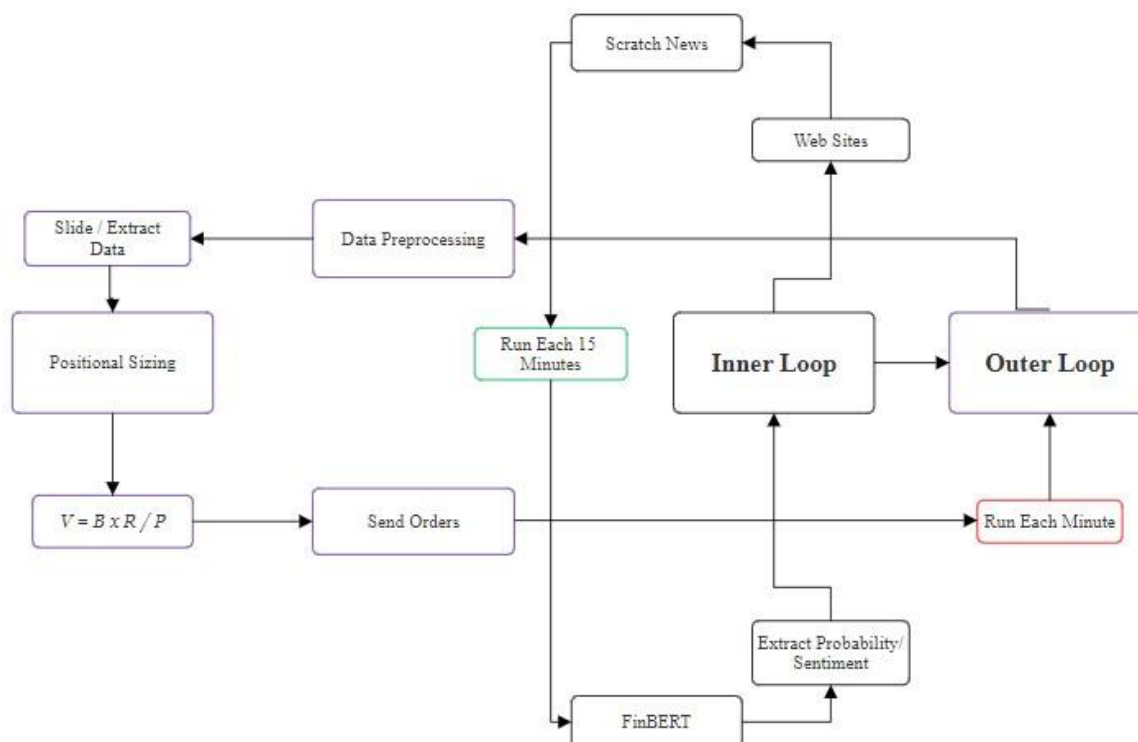 Scratch News
Web Sites
Slide / Extract
Data
Data Preprocessing
Positional Sizing
Run Each 15
Minutes
Inner Loop
Outer Loop
V = B x R / P
Send Orders
Run Each Minute
Extract Probability/
Sentiment
FinBERT